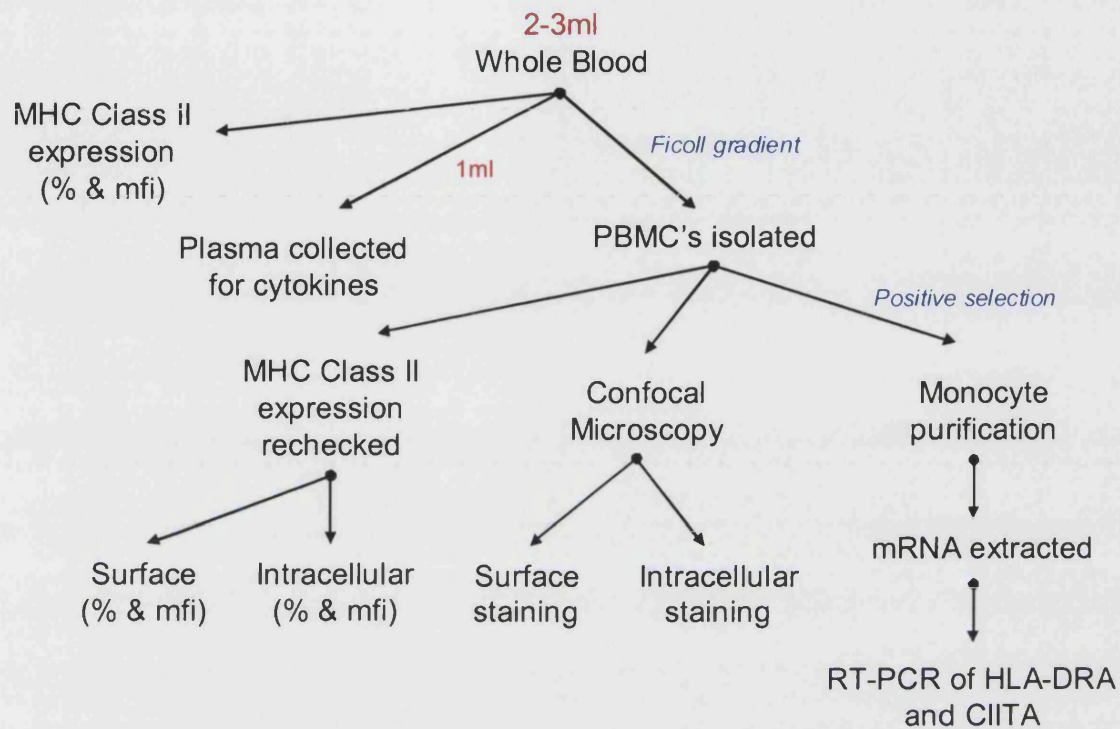 2-3ml
Whole Blood
MHC Class II
expression
(% & mfi)
1ml
Ficoll gradient
Plasma collected
for cytokines
PBMC's isolated
Positive selection
MHC Class II
expression
rechecked
Confocal
Microscopy
Monocyte
purification
Surface
(% & mfi)
Intracellular
(% & mfi)
Surface
staining
Intracellular
staining
mRNA extracted
RT-PCR of HLA-DRA
and CIITA